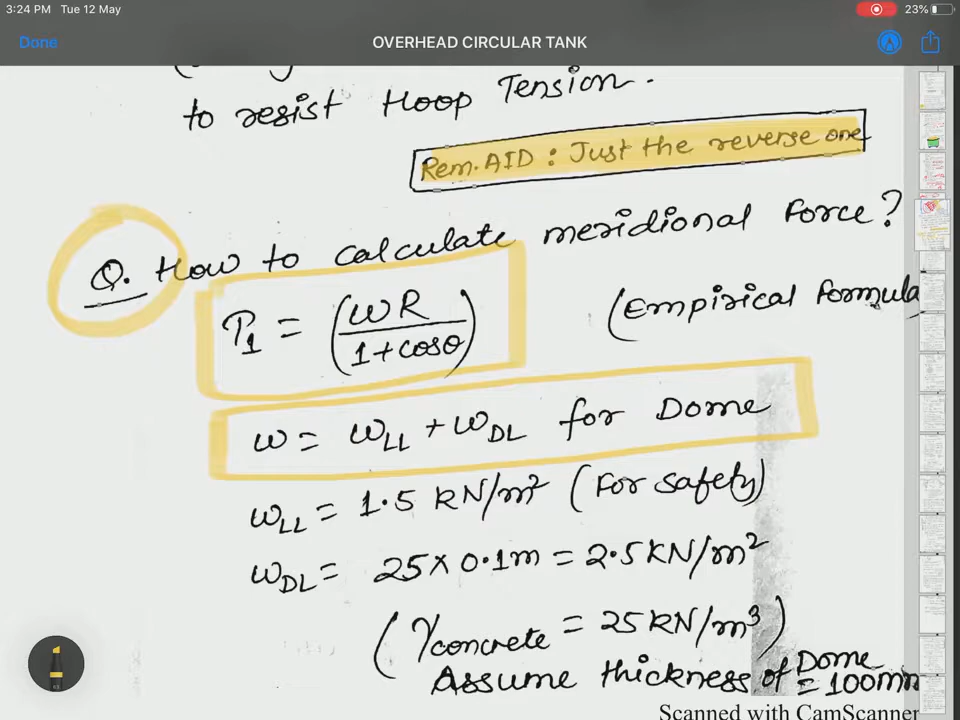 3:24 PM Tue 12 May
23%
Done
OVERHEAD CIRCULAR TANK
to resist Hoop Tension.
Rem. AID : Just the reverse one
Q. How to calculate meridional Force?
T1 = (wR / 1+cosθ) (Empirical Formula
w = wLL + wDL for Dome
wLL = 1.5 KN/m² (For safety)
wDL = 25 × 0.1m = 2.5 KN/m²
(γconcrete = 25 KN/m³)
Assume thickness of Dome
= 100mm
Scanned with CamScanner